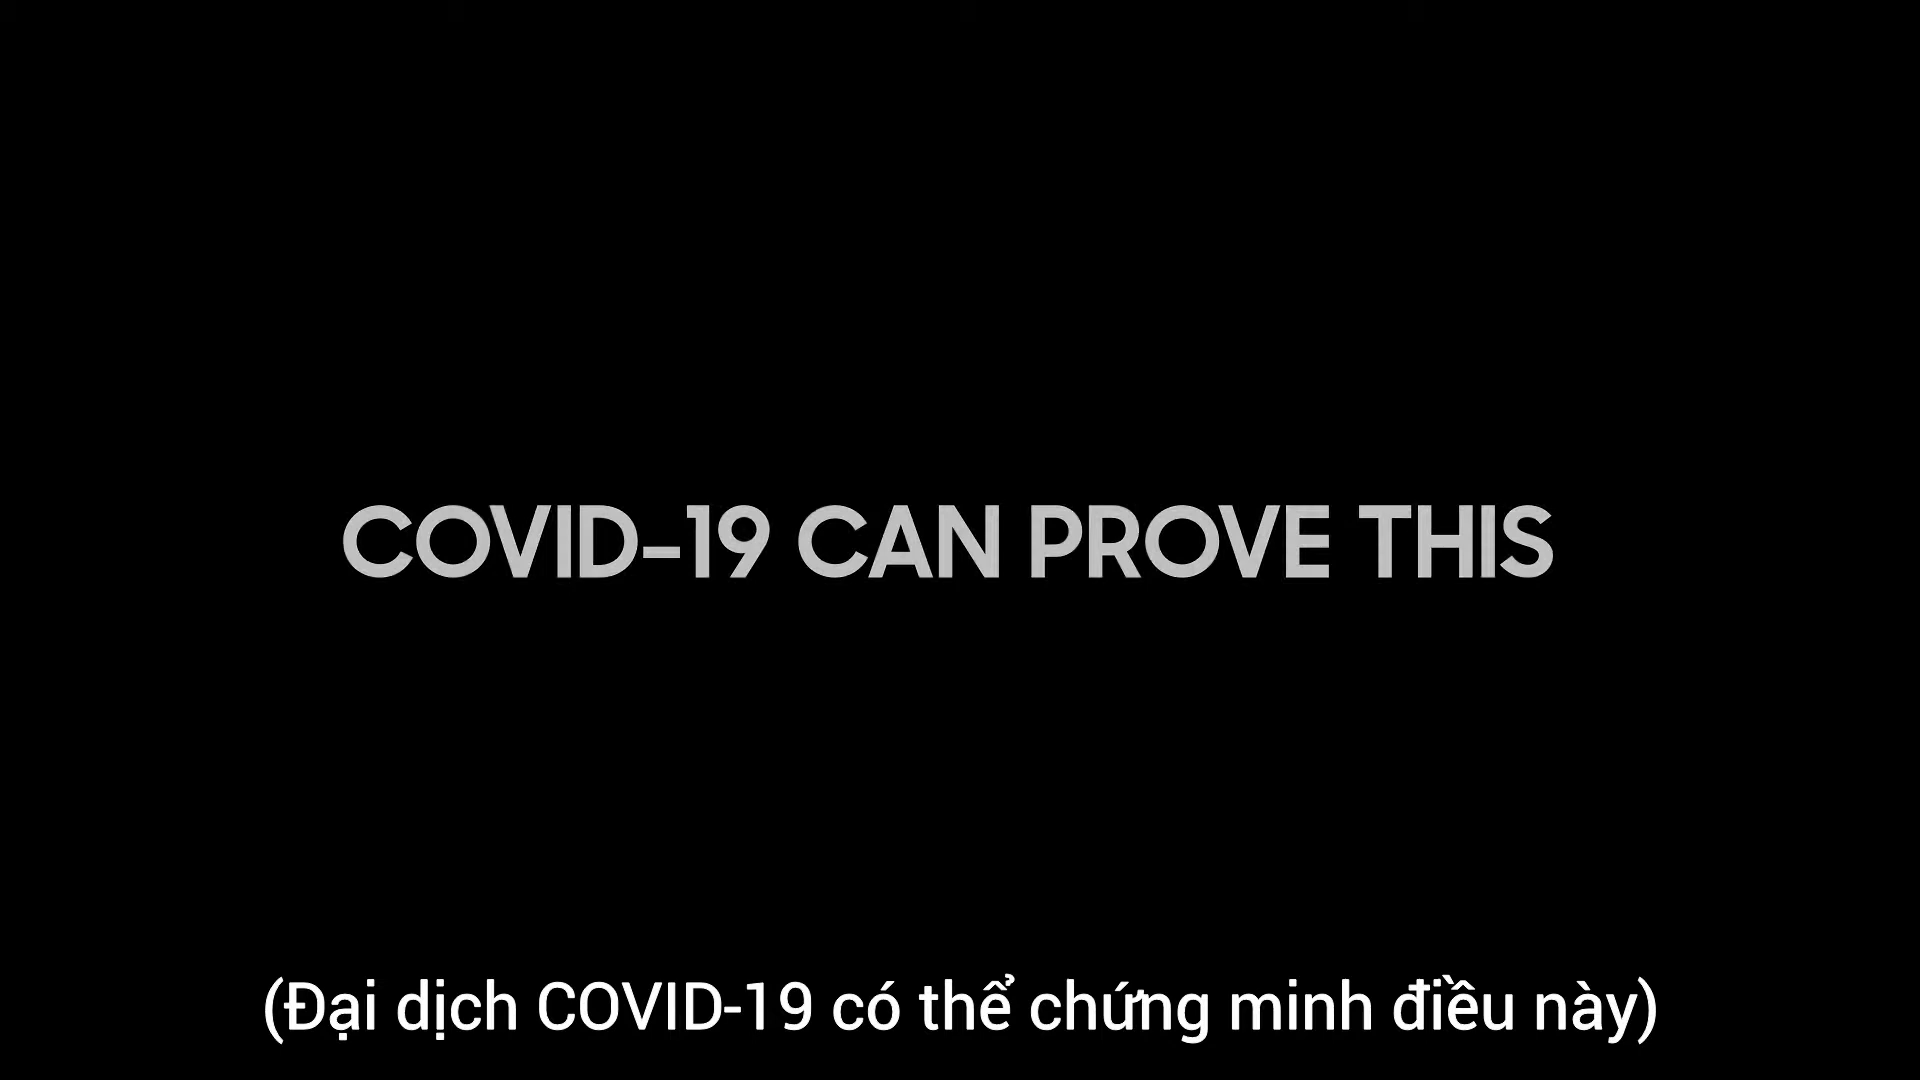 COVID-19 CAN PROVE THIS
(Đại dịch COVID-19 có thể chứng minh điều này)